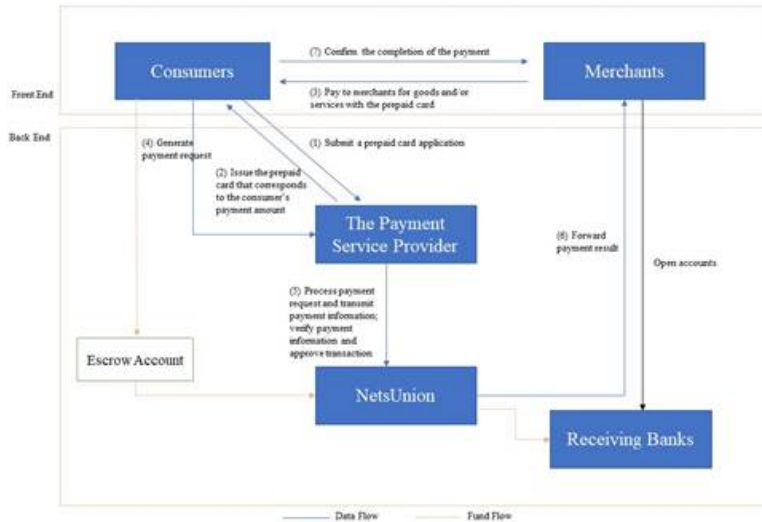 (7) Confirm the completion of the payment
Consumers
Merchants
(3) Pay to merchants for goods and/or
services with the prepaid card
Front End
Back End
(4) Generate
payment request
(1) Submit a prepaid card application
(2) Issue the prepaid
card that corresponds
to the consumer's
payment amount
The Payment
Service Provider
(6) Forward
payment result
Open accounts
(5) Process payment
request and transmit
payment information;
verify payment
information and
approve transaction
Escrow Account
NetsUnion
Receiving Banks
Data Flow
Fund Flow